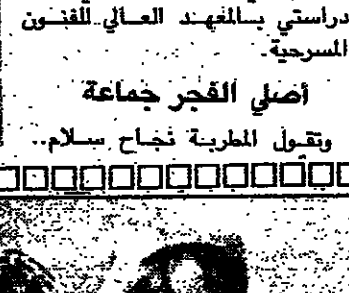 دراستي بالمعهد العالي للفنون
المسرحية.
أصلي الفجر جماعة
وتقول المطربة نجاح سلام..